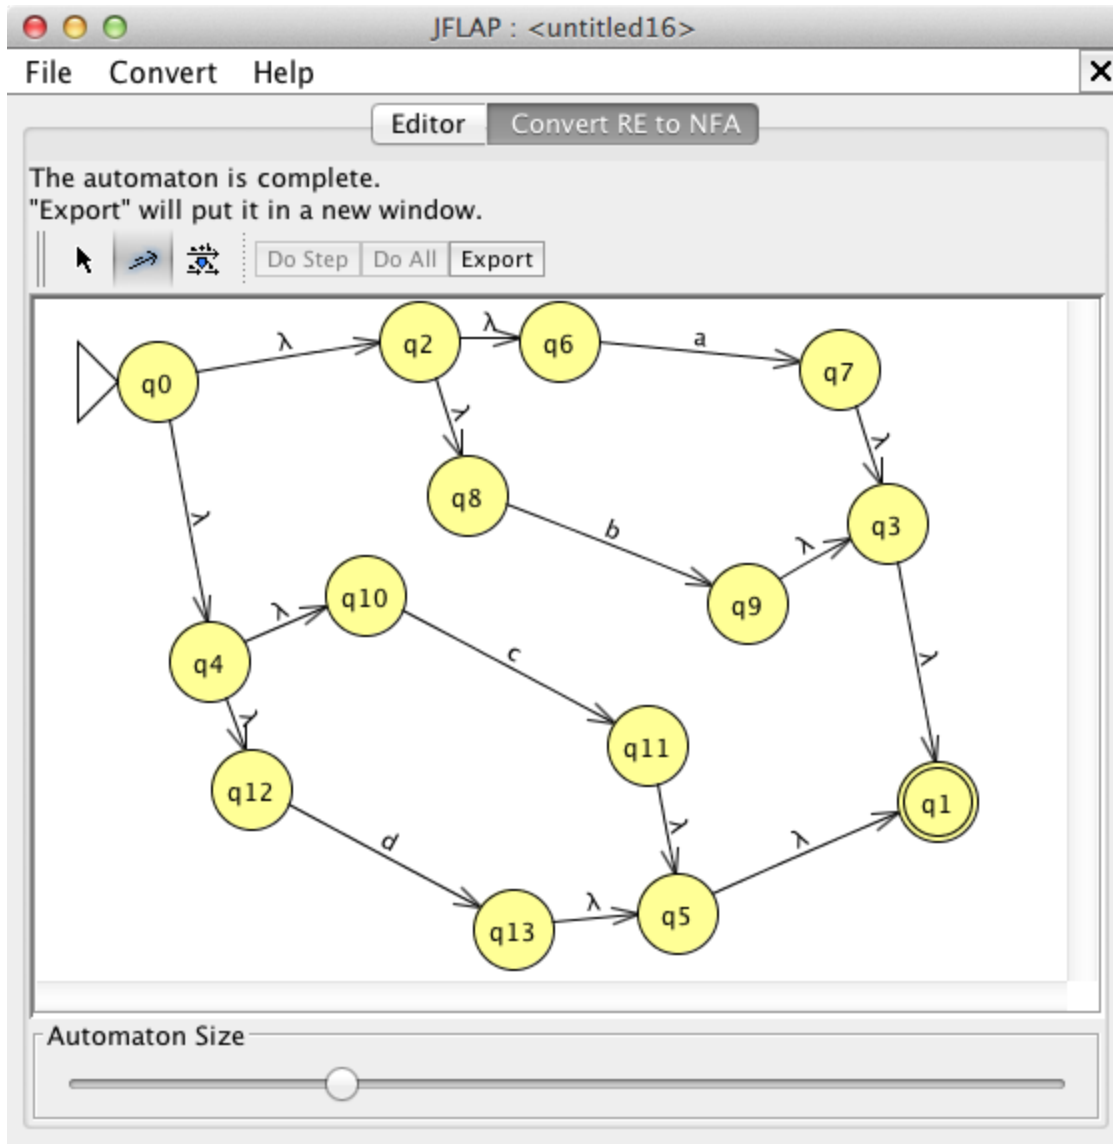 JFLAP : <untitled16>
File Convert Help
Editor Convert RE to NFA
The automaton is complete.
"Export" will put it in a new window.
Do Step Do All Export
q0 λ q2 λ q6 a q7
λ λ
q8 b q9 λ q3
λ
q4 λ q10 c q11
λ λ
q12 d q13 λ q5 λ q1
λ
Automaton Size